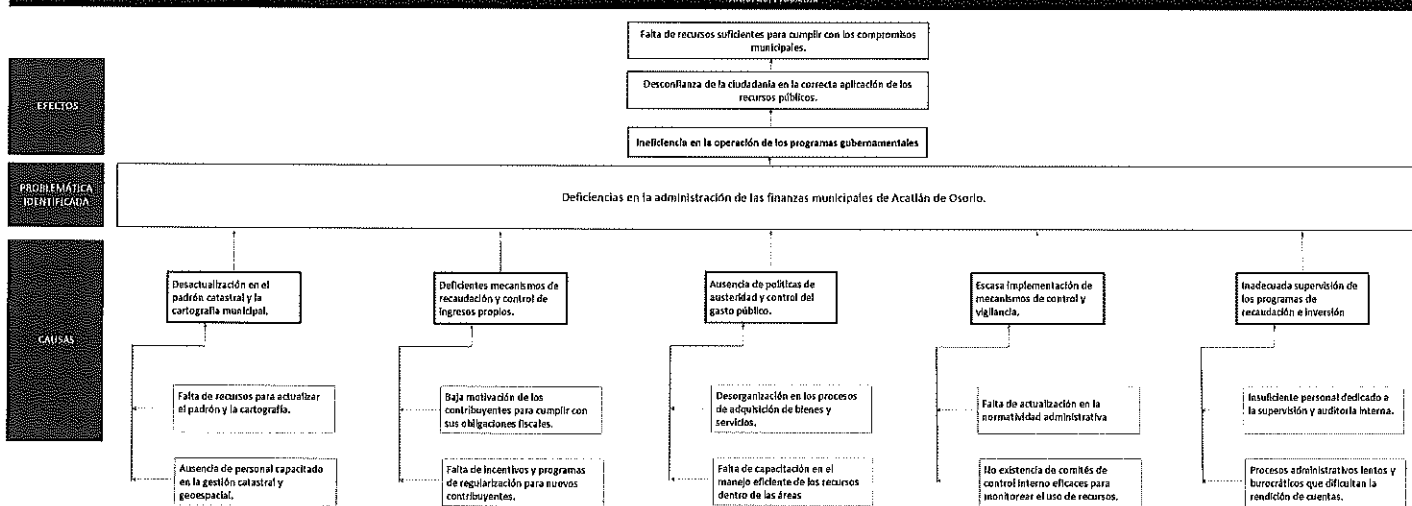 Falta de recursos suficientes para cumplir con los compromisos
municipales.
EFECTOS
Desconfianza de la ciudadania en la correcta aplicación de los
recursos públicos.
Ineficiencia en la operación de los programas gubernamentales
PROBLEMÁTICA
IDENTIFICADA
Deficiencias en la administración de las finanzas municipales de Acatlán de Osorio.
CAUSAS
Desactualización en el
padrón catastral y la
cartografía municipal.
Deficientes mecanismos de
recaudación y control de
ingresos propios.
Ausencia de políticas de
austeridad y control del
gasto público.
Escasa implementación de
mecanismos de control y
vigilancia.
Inadecuada supervisión de
los programas de
recaudación e inversión
Falta de recursos para actualizar
el padrón y la cartografía.
Baja motivación de los
contribuyentes para cumplir con
sus obligaciones fiscales.
Desorganización en los procesos
de adquisición de bienes y
servicios.
Falta de actualización en la
normatividad administrativa
Insuficiente personal dedicado a
la supervisión y auditoría interna.
Ausencia de personal capacitado
en la gestión catastral y
geoespacial.
Falta de incentivos y programas
de regularización para nuevos
contribuyentes.
Falta de capacitación en el
manejo eficiente de los recursos
dentro de las áreas
No existencia de comités de
control interno eficaces para
monitorear el uso de recursos.
Procesos administrativos lentos y
burocráticos que dificultan la
rendición de cuentas.